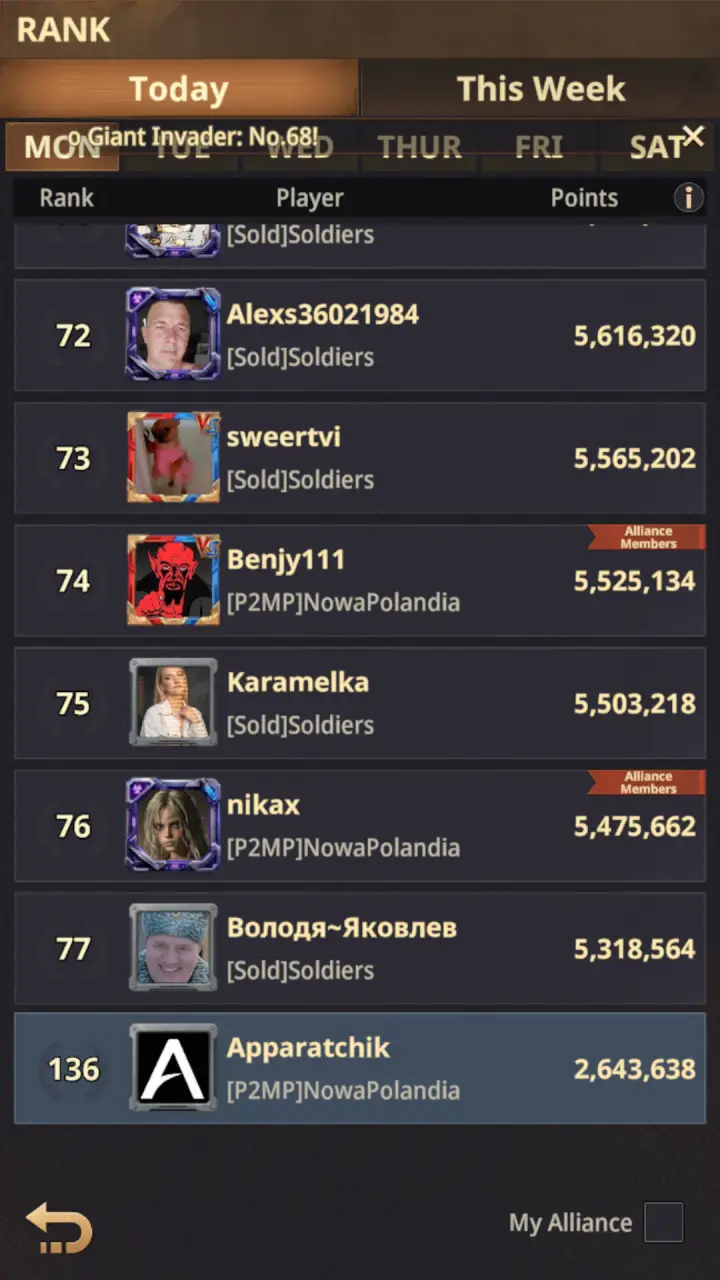 RANK
Today
This Week
o Giant Invader: No.68!
MON
TUE
WED
THUR
FRI
SAT
Rank
Player
Points
[Sold]Soldiers
72
Alexs36021984
[Sold]Soldiers
5,616,320
73
sweertvi
[Sold]Soldiers
5,565,202
Alliance
Members
74
Benjy111
[P2MP]NowaPolandia
5,525,134
75
Karamelka
[Sold]Soldiers
5,503,218
Alliance
Members
76
nikax
[P2MP]NowaPolandia
5,475,662
77
Володя~Яковлев
[Sold]Soldiers
5,318,564
136
Apparatchik
[P2MP]NowaPolandia
2,643,638
My Alliance